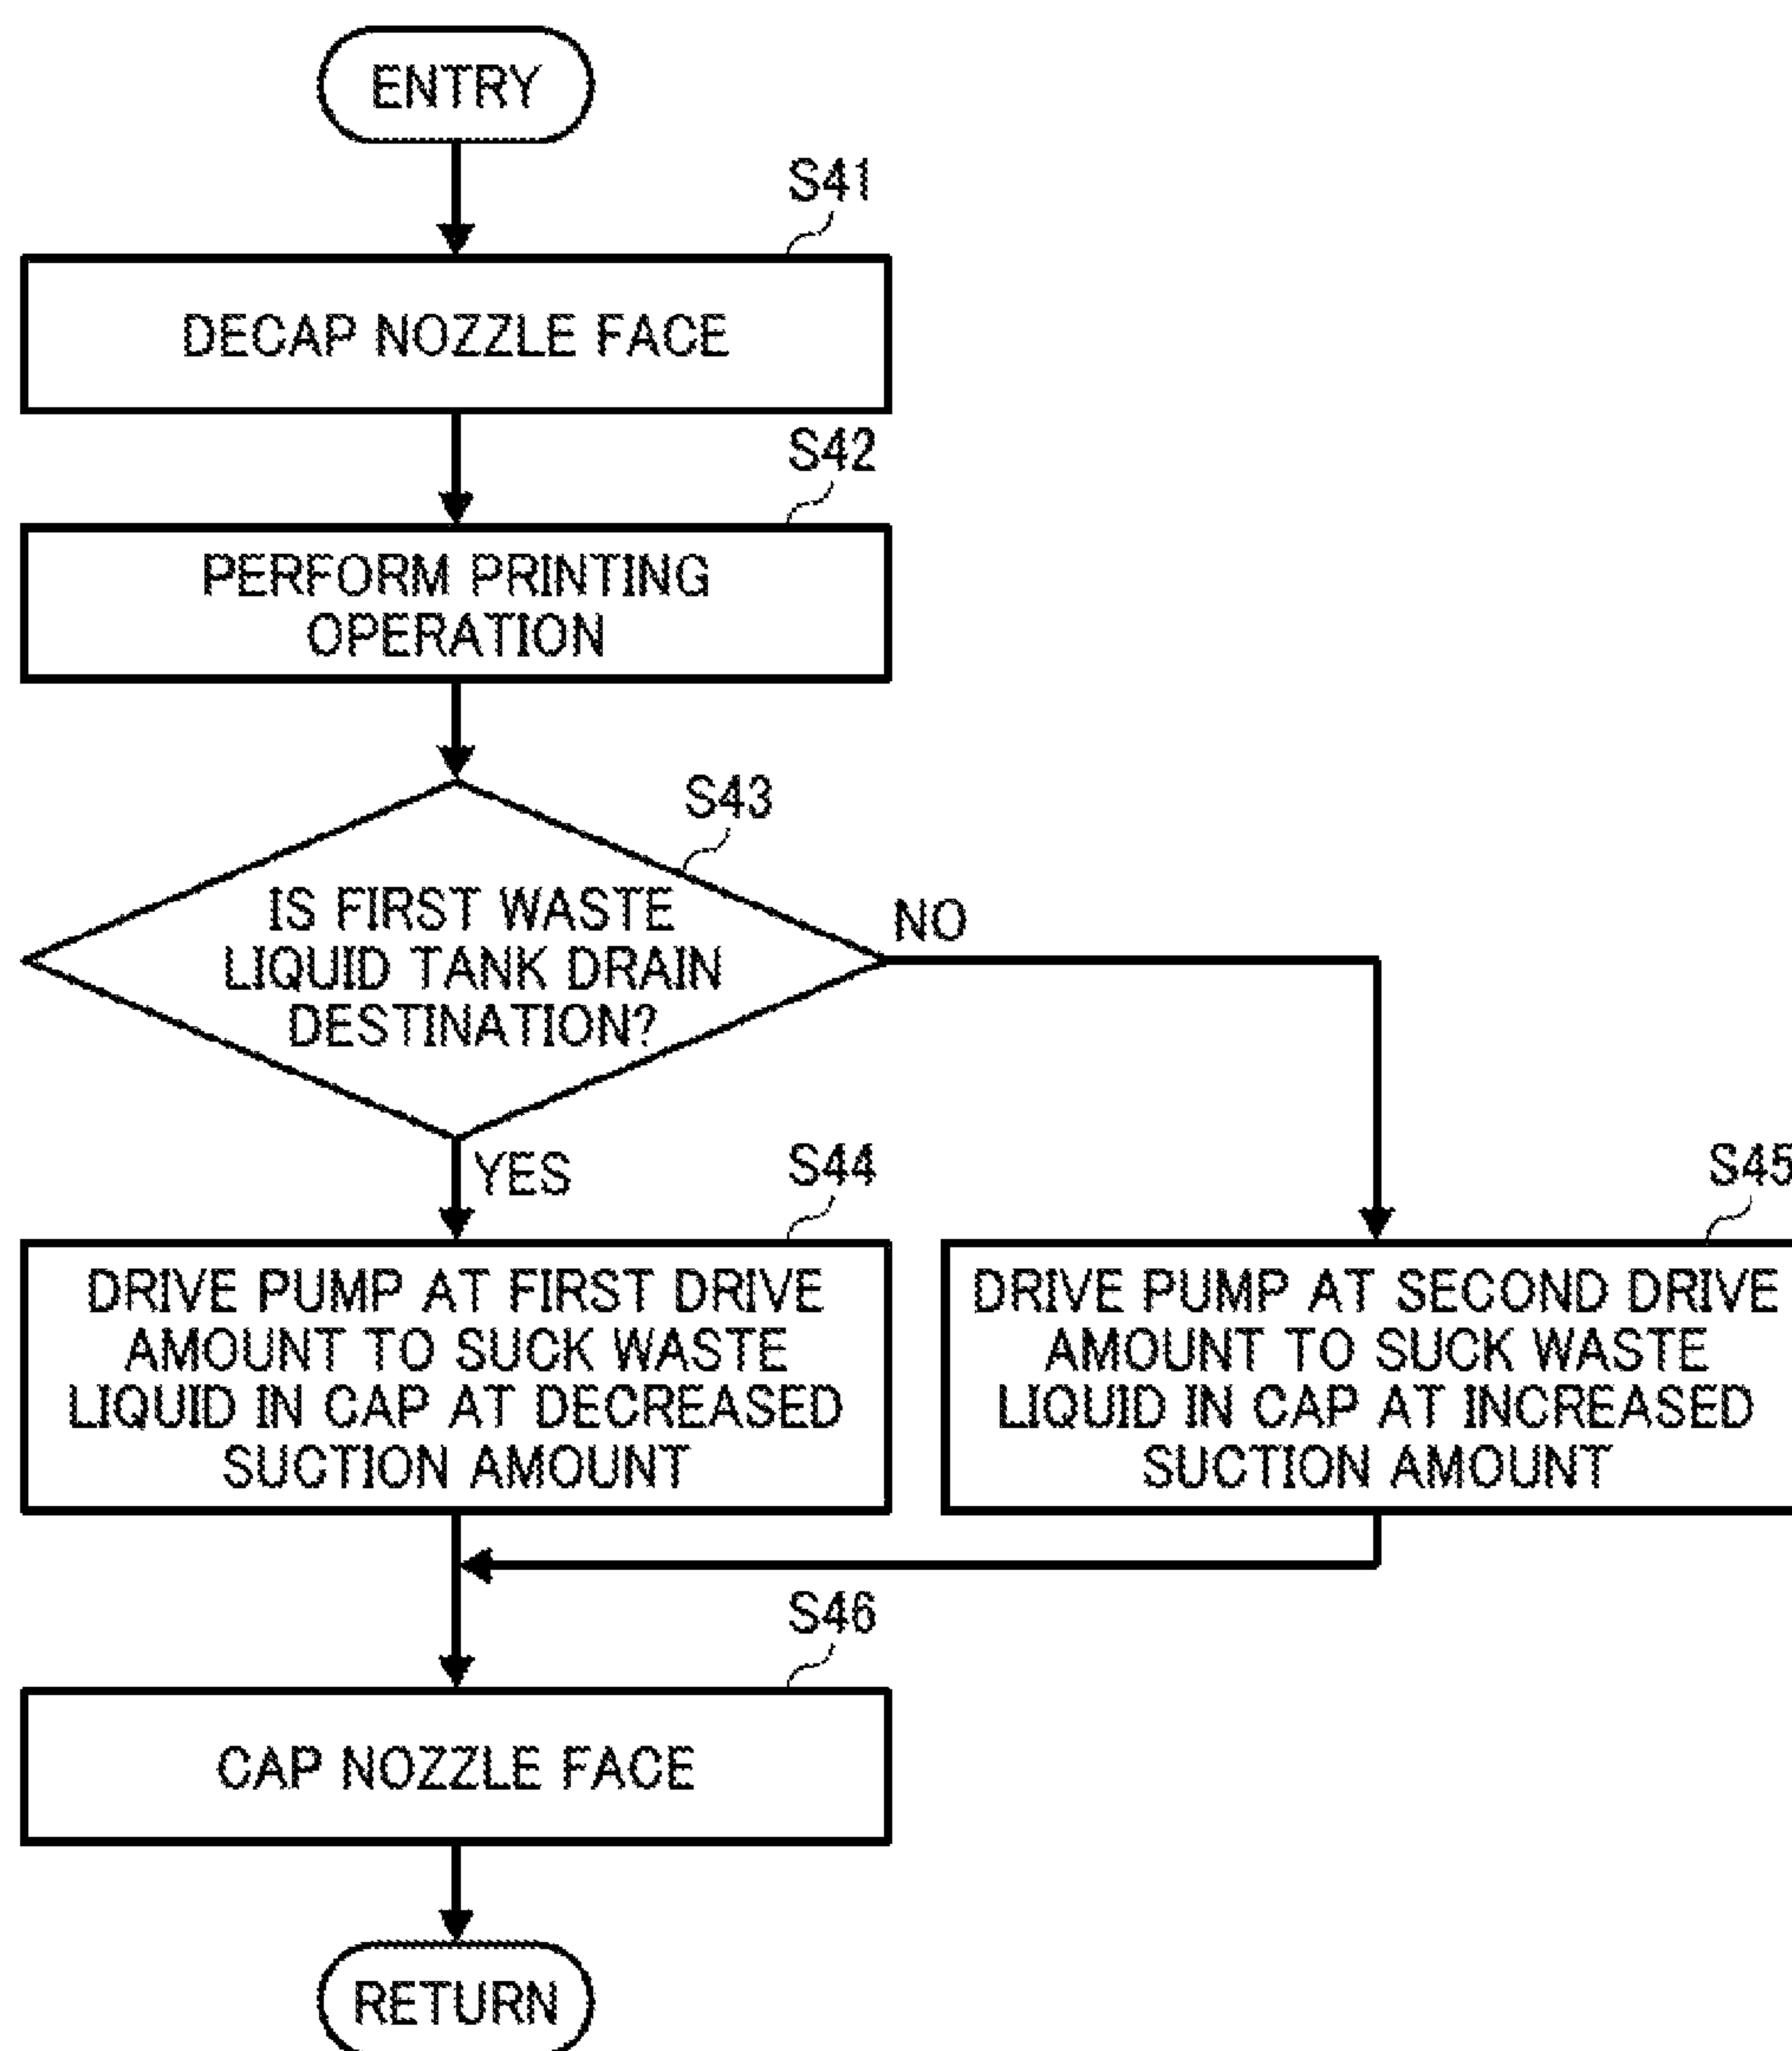 ENTRY
S41
DECAP NOZZLE FACE
S42
PERFORM PRINTING
OPERATION
S43
IS FIRST WASTE
LIQUID TANK DRAIN
DESTINATION?
NO
YES
S44
DRIVE PUMP AT FIRST DRIVE
AMOUNT TO SUCK WASTE
LIQUID IN CAP AT DECREASED
SUCTION AMOUNT
S45
DRIVE PUMP AT SECOND DRIVE
AMOUNT TO SUCK WASTE
LIQUID IN CAP AT INCREASED
SUCTION AMOUNT
S46
CAP NOZZLE FACE
RETURN